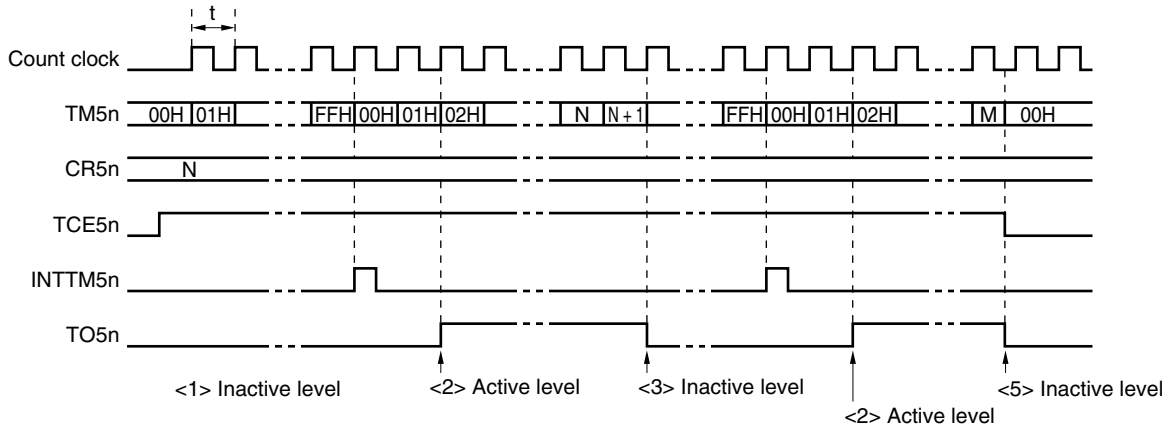 t
Count clock
TM5n 00H 01H FFH 00H 01H 02H N N + 1 FFH 00H 01H 02H M 00H
CR5n N
TCE5n
INTTM5n
TO5n
<1> Inactive level <2> Active level <3> Inactive level <5> Inactive level
<2> Active level